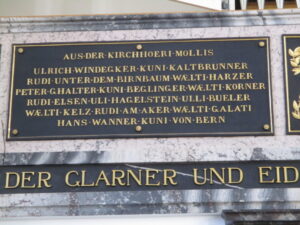 AUS·DER·KIRCHHOERI·MOLLIS
ULRICH·WINDEGKER·KUNI·KALTBRUNNER
RUDI·UNTER·DEM·BIRNBAUM·WÆLTI·HARZER
PETER·G·HALTER·KUNI·BEGLINGER·WÆLTI·KORNER
RUDI·ELSEN·ULI·HAGELSTEIN·ULLI·BUELER
WÆLTI·KELZ·RUDI·AM·AKER·WÆLTI·GALATI
HANS·WANNER·KUNI·VON·BERN
DER GLARNER UND EID